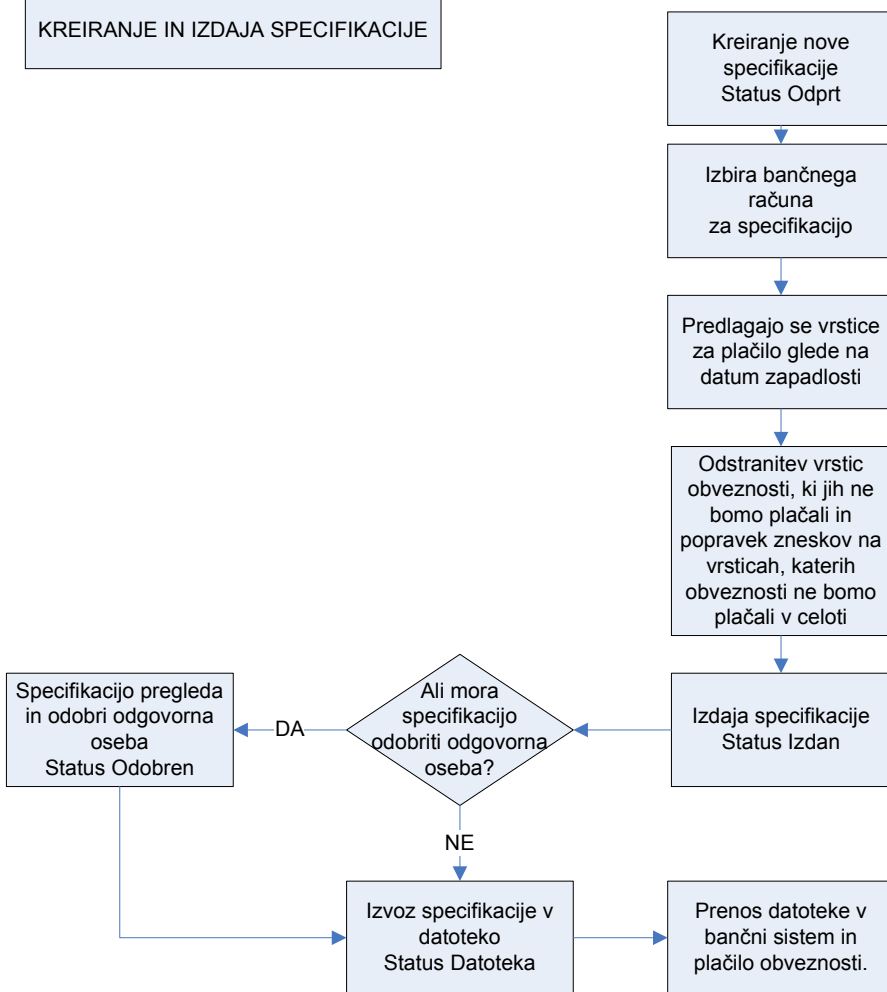 KREIRANJE IN IZDAJA SPECIFIKACIJE
Kreiranje nove
specifikacije
Status Odprt
Izbira bančnega
računa
za specifikacijo
Predlagajo se vrstice
za plačilo glede na
datum zapadlosti
Odstranitev vrstic
obveznosti, ki jih ne
bomo plačali in
popravek zneskov na
vrsticah, katerih
obveznosti ne bomo
plačali v celoti
Izdaja specifikacije
Status Izdan
Ali mora
specifikacijo
odobriti odgovorna
oseba?
DA
Specifikacijo pregleda
in odobri odgovorna
oseba
Status Odobren
NE
Izvoz specifikacije v
datoteko
Status Datoteka
Prenos datoteke v
bančni sistem in
plačilo obveznosti.